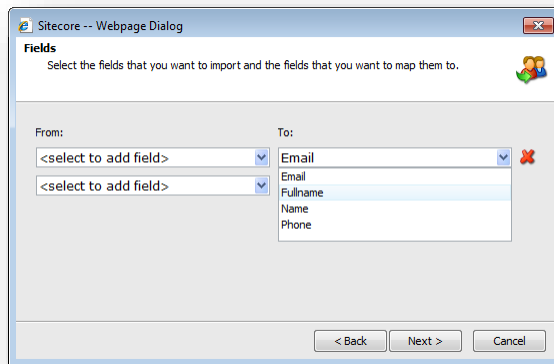 Sitecore -- Webpage Dialog
Fields
Select the fields that you want to import and the fields that you want to map them to.
From:
To:
<select to add field>
Email
<select to add field>
Email
Fullname
Name
Phone
< Back
Next >
Cancel